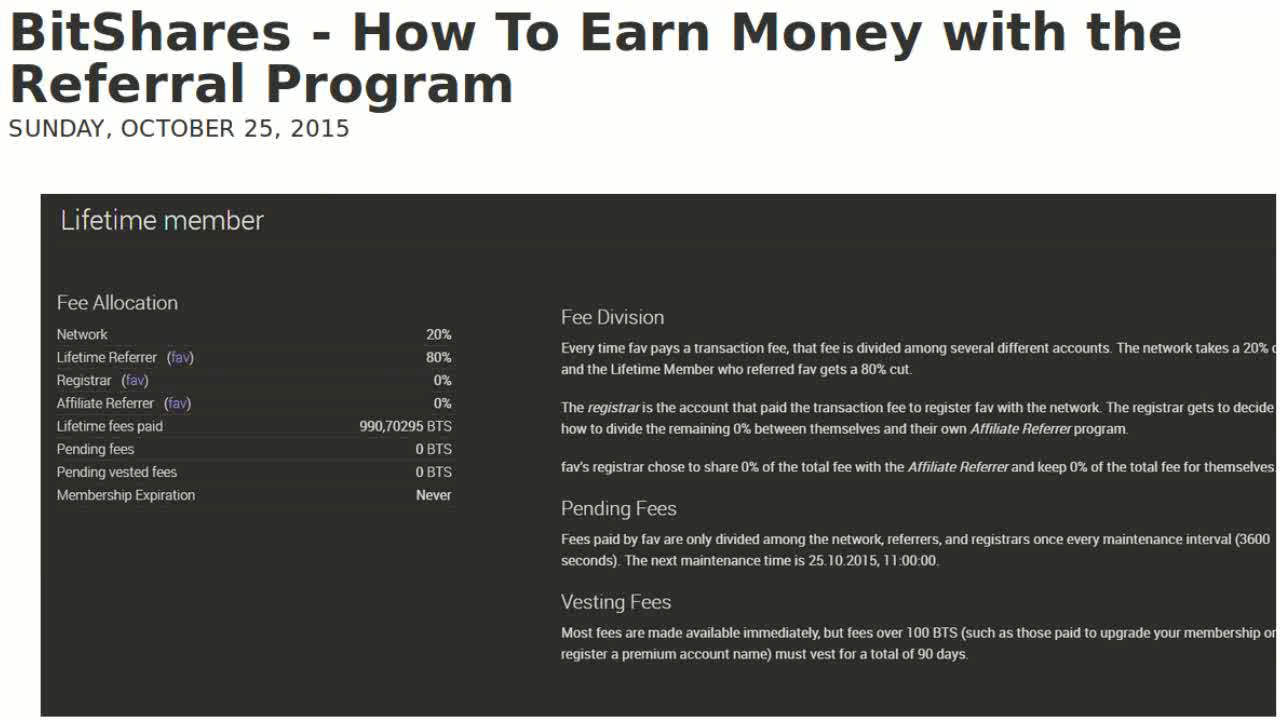 BitShares - How To Earn Money with the
Referral Program
SUNDAY, OCTOBER 25, 2015
Lifetime member
Fee Allocation
Network 20%
Lifetime Referrer (fav) 80%
Registrar (fav) 0%
Affiliate Referrer (fav) 0%
Lifetime fees paid 990,70295 BTS
Pending fees 0 BTS
Pending vested fees 0 BTS
Membership Expiration Never
Fee Division
Every time fav pays a transaction fee, that fee is divided among several different accounts. The network takes a 20%
and the Lifetime Member who referred fav gets a 80% cut.
The registrar is the account that paid the transaction fee to register fav with the network. The registrar gets to decide
how to divide the remaining 0% between themselves and their own Affiliate Referrer program.
fav's registrar chose to share 0% of the total fee with the Affiliate Referrer and keep 0% of the total fee for themselves.
Pending Fees
Fees paid by fav are only divided among the network, referrers, and registrars once every maintenance interval (3600
seconds). The next maintenance time is 25.10.2015, 11:00:00.
Vesting Fees
Most fees are made available immediately, but fees over 100 BTS (such as those paid to upgrade your membership or
register a premium account name) must vest for a total of 90 days.